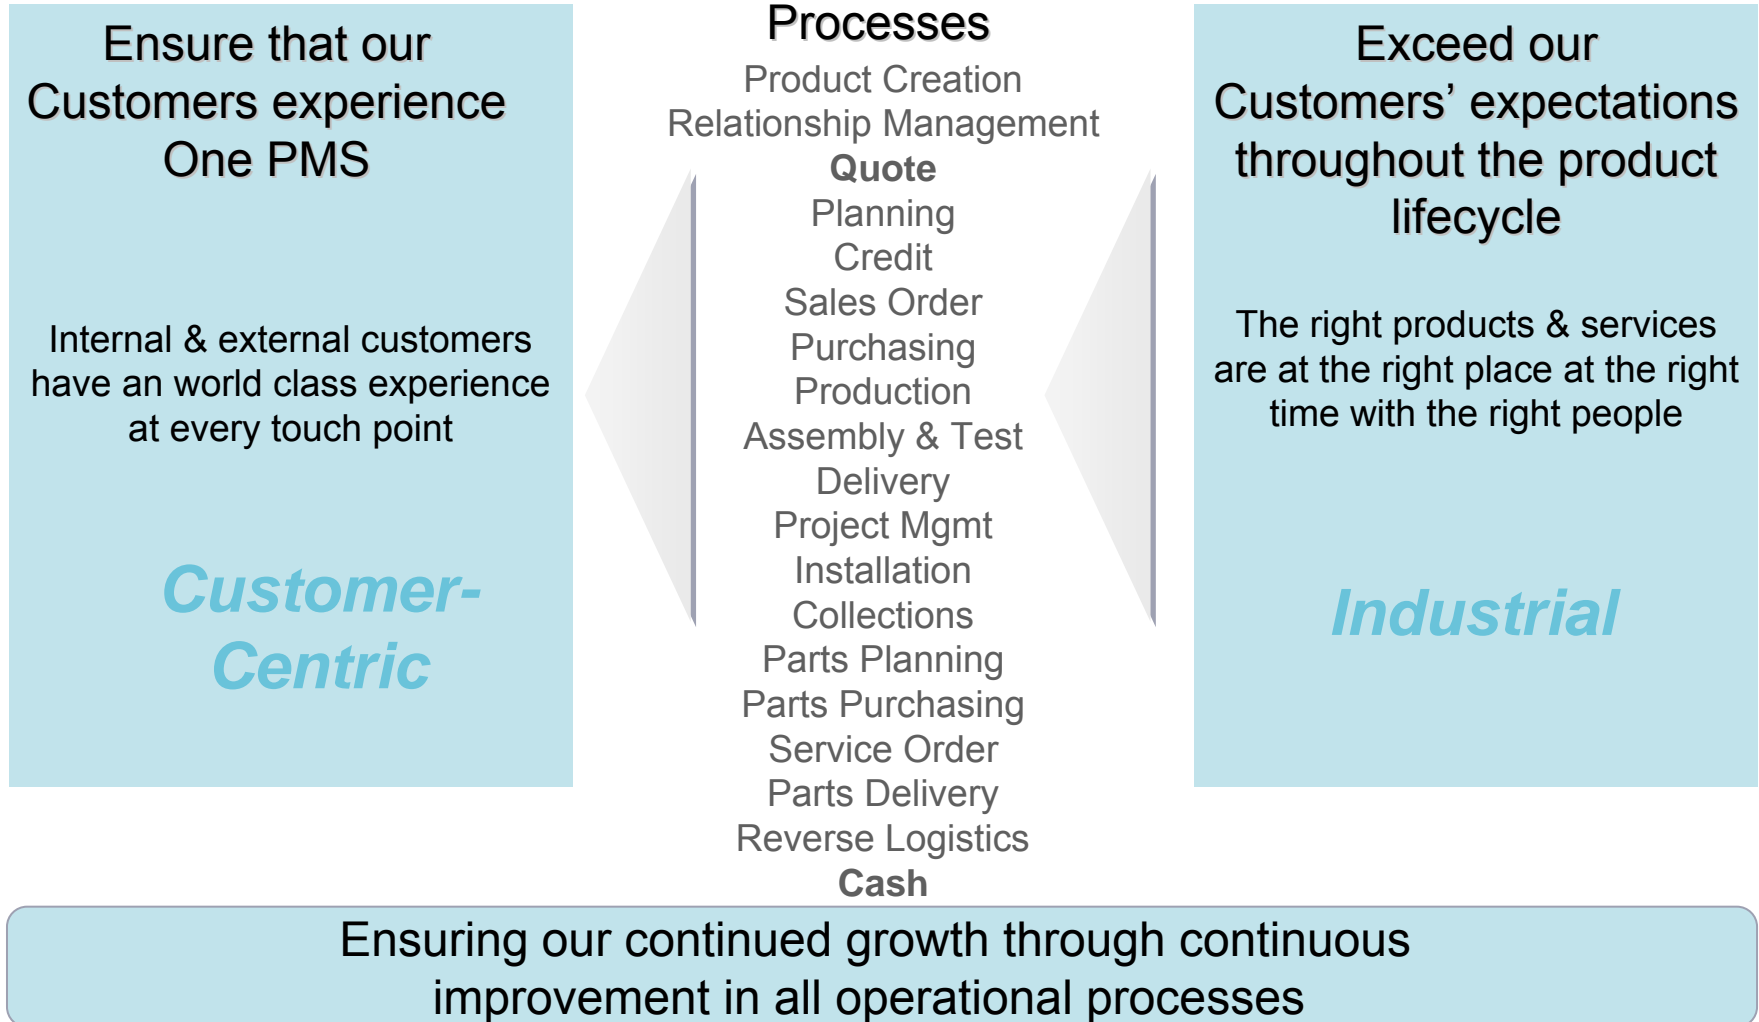 Ensure that our
Customers experience
One PMS
Internal & external customers
have an world class experience
at every touch point
Customer-
Centric
Processes
Product Creation
Relationship Management
Quote
Planning
Credit
Sales Order
Purchasing
Production
Assembly & Test
Delivery
Project Mgmt
Installation
Collections
Parts Planning
Parts Purchasing
Service Order
Parts Delivery
Reverse Logistics
Cash
Exceed our
Customers’ expectations
throughout the product
lifecycle
The right products & services
are at the right place at the right
time with the right people
Industrial
Ensuring our continued growth through continuous
improvement in all operational processes